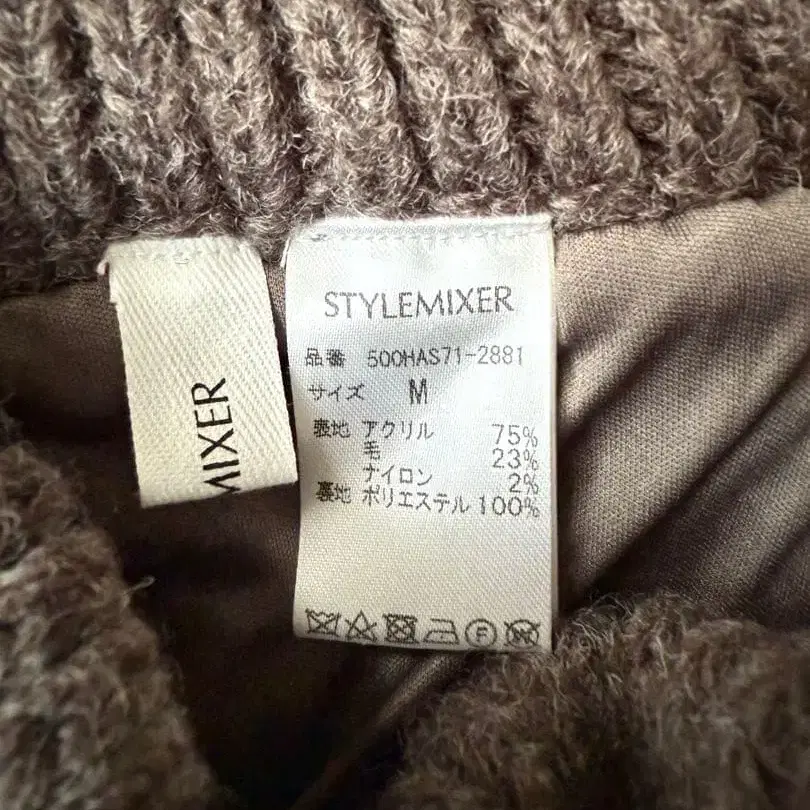 MIXER
STYLEMIXER
品番 500HAS71-2881
サイズ M
表地 アクリル 75%
毛 23%
ナイロン 2%
裏地 ポリエステル 100%
F
W